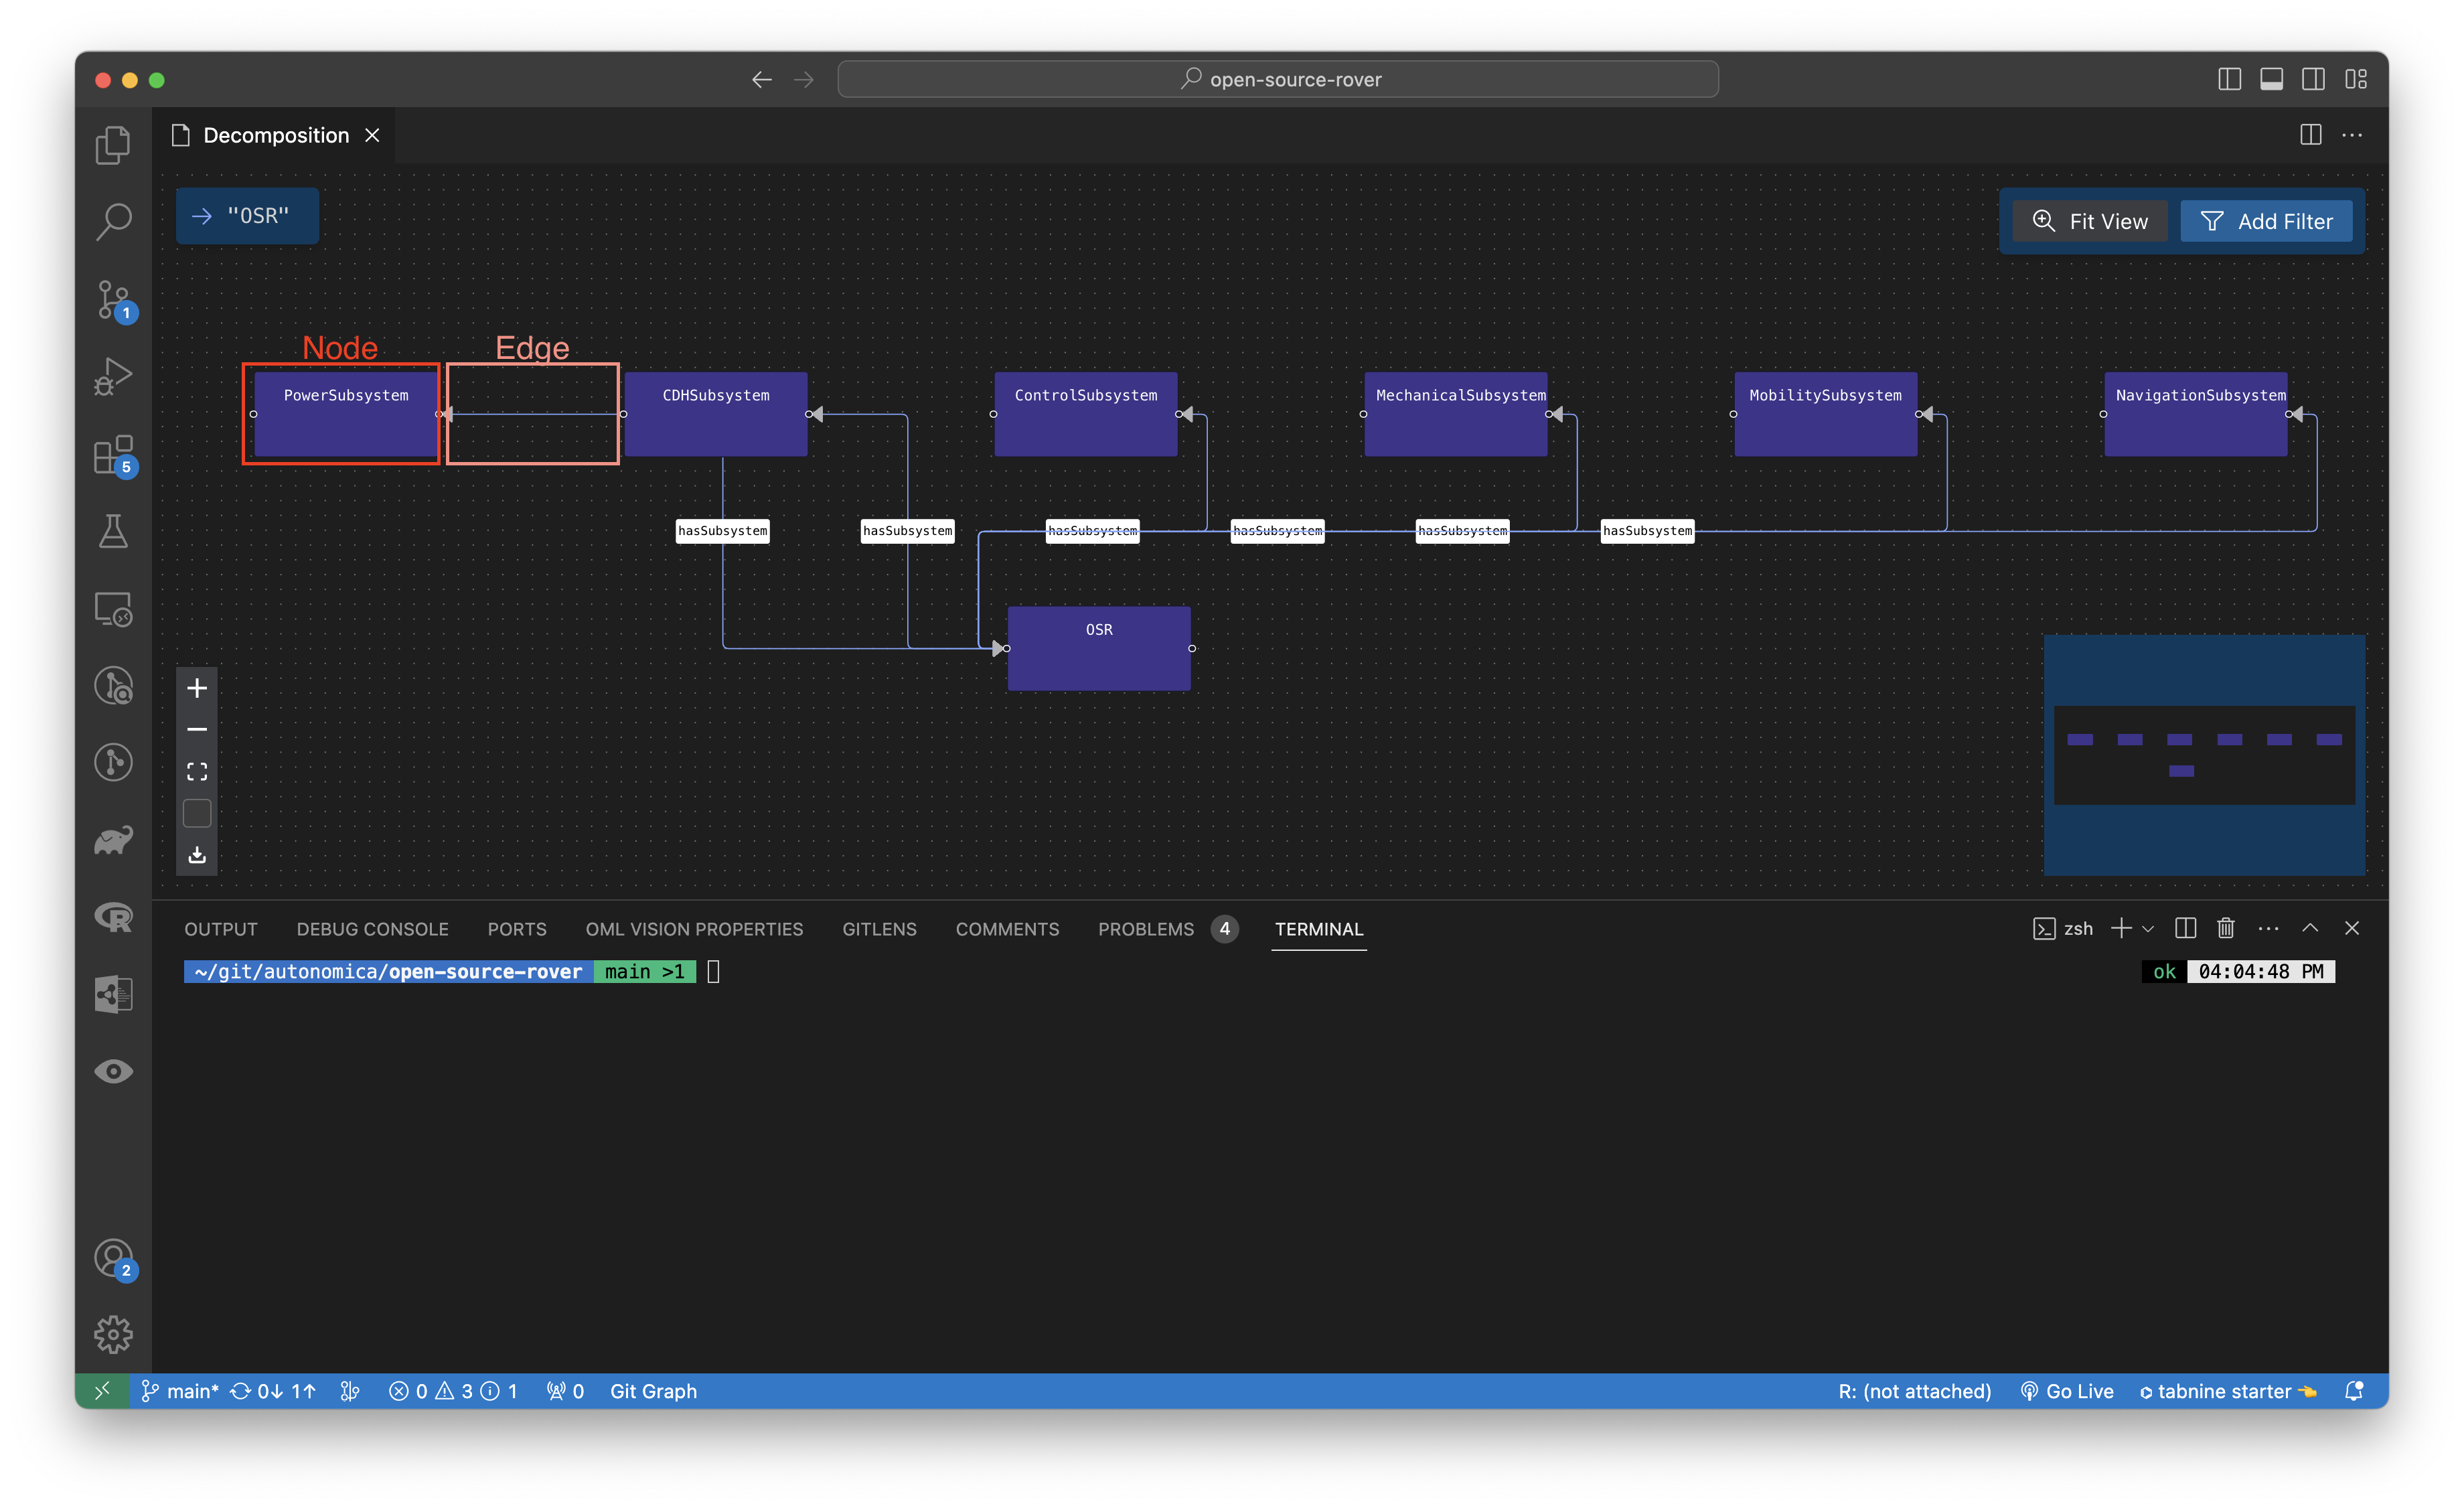 open-source-rover
Decomposition
"OSR"
Fit View
Add Filter
1
Node
Edge
PowerSubsystem
CDHSubsystem
ControlSubsystem
MechanicalSubsystem
MobilitySubsystem
NavigationSubsystem
5
hasSubsystem
hasSubsystem
hasSubsystem
hasSubsystem
hasSubsystem
hasSubsystem
OSR
OUTPUT
DEBUG CONSOLE
PORTS
OML VISION PROPERTIES
GITLENS
COMMENTS
PROBLEMS 4
TERMINAL
zsh
~/git/autonomica/open-source-rover main >1
ok 04:04:48 PM
2
main* 0↓ 1↑
0 3 1
0
Git Graph
R: (not attached)
Go Live
tabnine starter